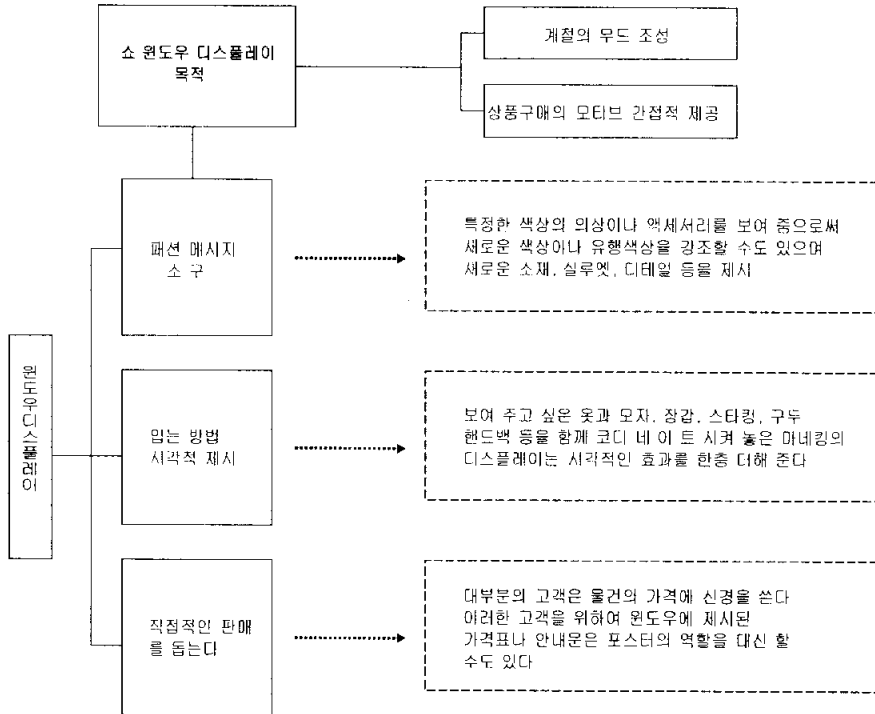 쇼 윈도우 디스플레이
목적
계절의 무드 조성
상품구매의 모티브 간접적 제공
패션 메시지
소 구
특정한 색상의 의상이나 액세서리를 보여 줌으로써
새로운 색상이나 유행색상을 강조할 수도 있으며
새로운 소재, 실루엣, 디테일 등을 제시
윈도우디스플레이
입는 방법
시각적 제시
보여 주고 싶은 옷과 모자, 장갑, 스타킹, 구두
핸드백 등을 함께 코디 네 이 트 시켜 놓은 마네킹의
디스플레이는 시각적인 효과를 한층 더해 준다
직접적인 판매
를 돕는다
대부분의 고객은 물건의 가격에 신경을 쓴다
이러한 고객을 위하여 윈도우에 제시된
가격표나 안내문은 포스터의 역할을 대신 할
수도 있다